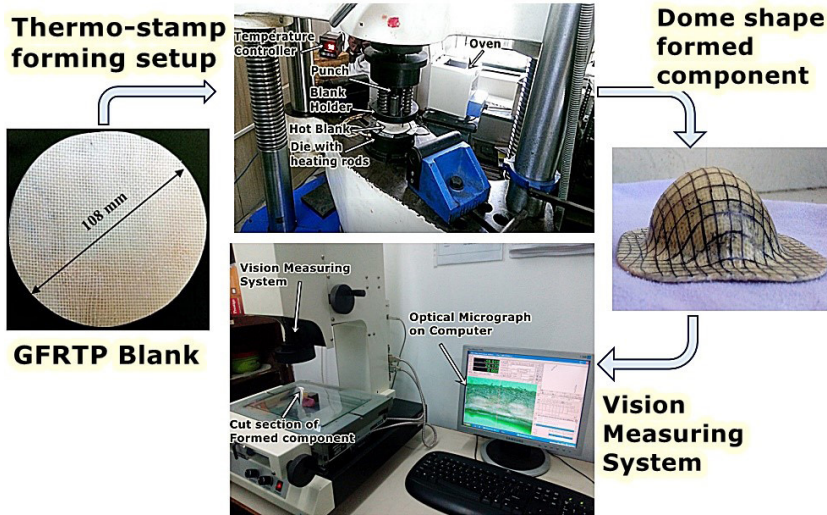 Thermo-stamp
forming setup
Temperature
Controller
Oven
Punch
Blank
Holder
Hot Blank
Die with
heating rods
Dome shape
formed
component
108 mm
GFRTP Blank
Vision Measuring
System
Optical Micrograph
on Computer
Cut section of
Formed component
Vision
Measuring
System